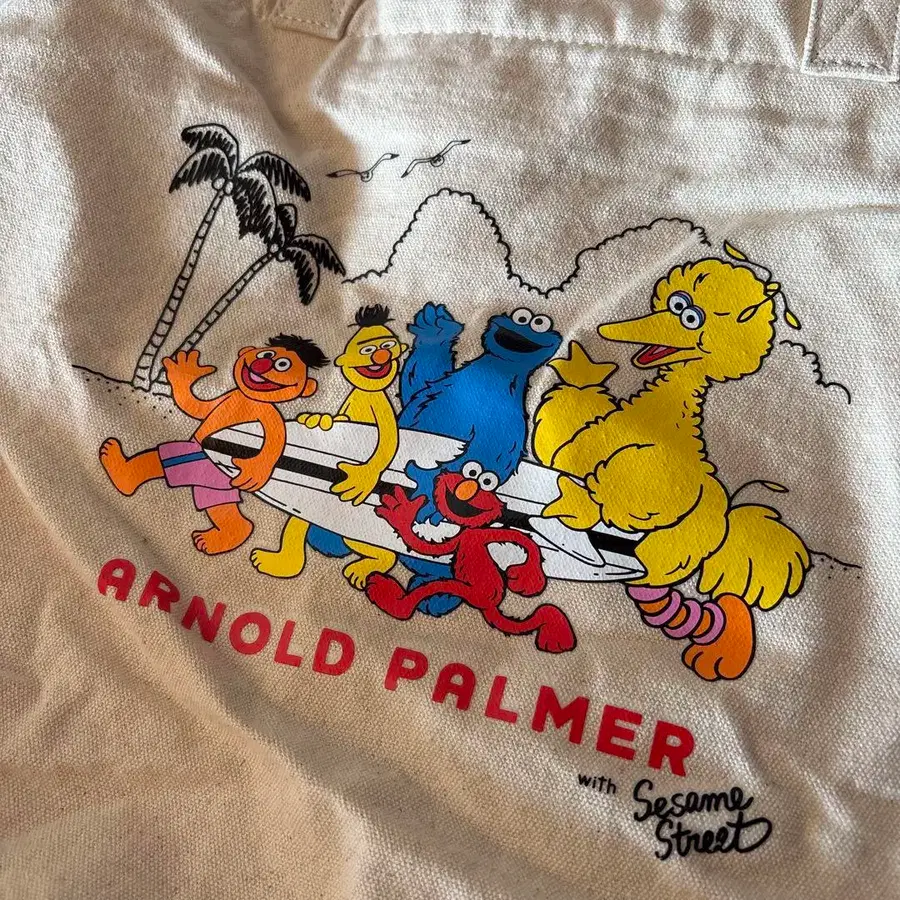 ARNOLD PALMER
with Sesame
Street